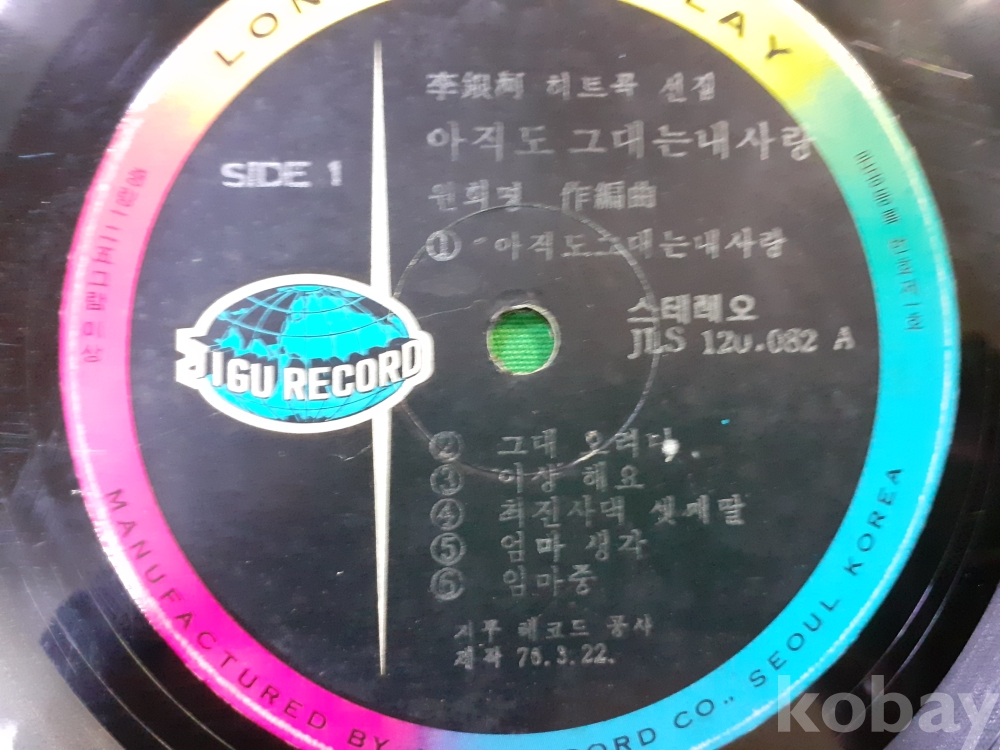 LONG PLAY
SIDE 1
李銀河 히트곡 선집
아직도 그대는내사랑
원희명 作編曲
① 아직도그대는내사랑
스테레오
JLS 120.082 A
JIGU RECORD
② 그대 오려나
③ 이상해요
④ 최진사댁 셋째딸
⑤ 엄마 생각
⑥ 엄마중
지구 레코드 공사
제작 76.3.22.
MANUFACTURED BY RECORD CO., SEOUL KOREA
kobay